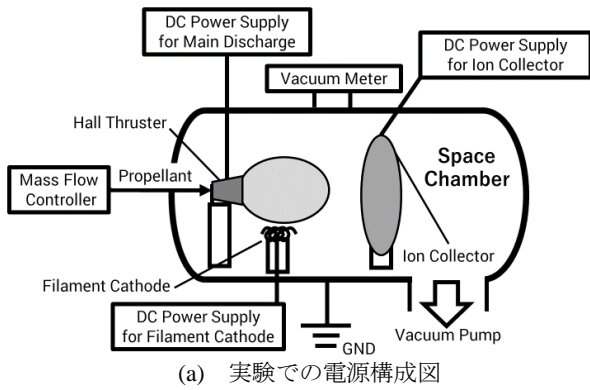 DC Power Supply
for Main Discharge
DC Power Supply
for Ion Collector
Vacuum Meter
Hall Thruster
Mass Flow
Controller
Propellant
Space
Chamber
Ion Collector
Filament Cathode
DC Power Supply
for Filament Cathode
GND
Vacuum Pump
(a) 実験での電源構成図